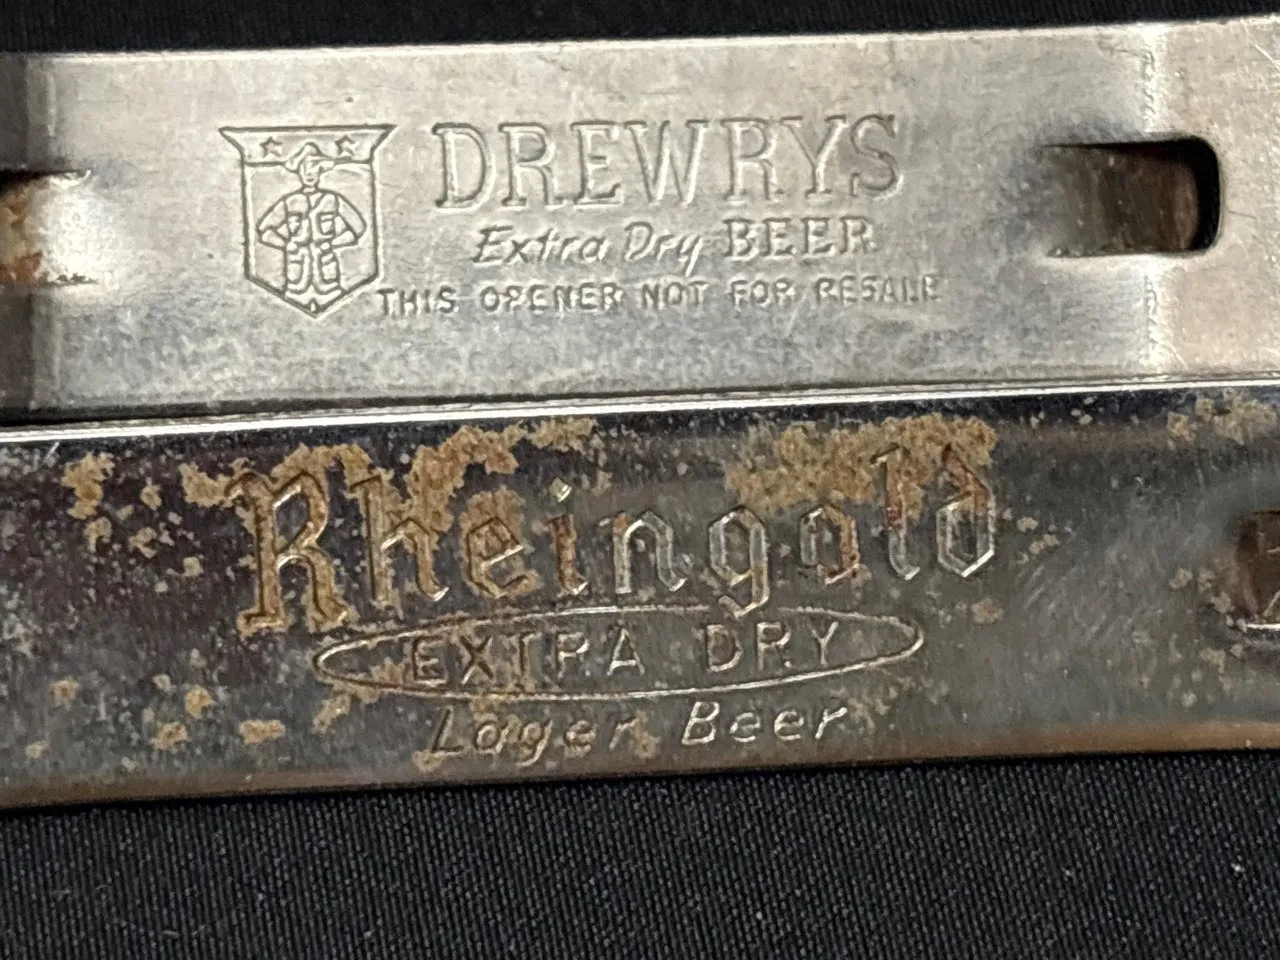 DREWRYS
Extra Dry BEER
THIS OPENER NOT FOR RESALE
Rheingold
EXTRA DRY
Lager Beer